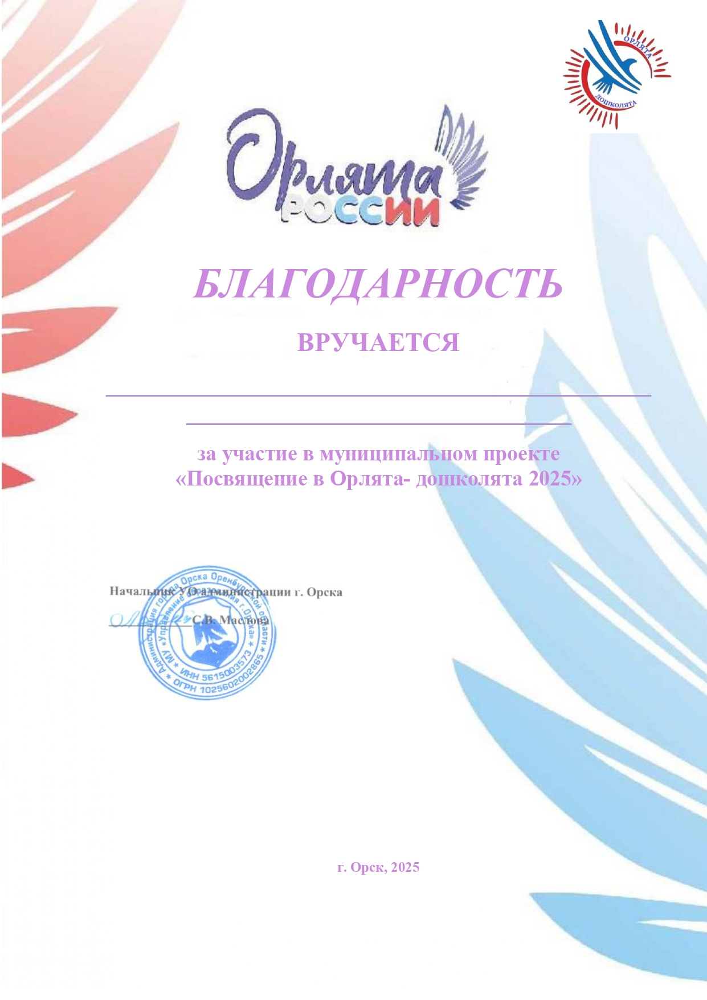 ОРЛЯТА
ДОШКОЛЯТА
Орлята
РОССИИ
БЛАГОДАРНОСТЬ
ВРУЧАЕТСЯ
за участие в муниципальном проекте
«Посвящение в Орлята- дошколята 2025»
Начальник УО администрации г. Орска
С.В. Маслова
Администрация города Орска Оренбургской области * ОГРН 1025602002865 *
МУ «Управление образования г.Орска» * ИНН 5615003573 *
г. Орск, 2025